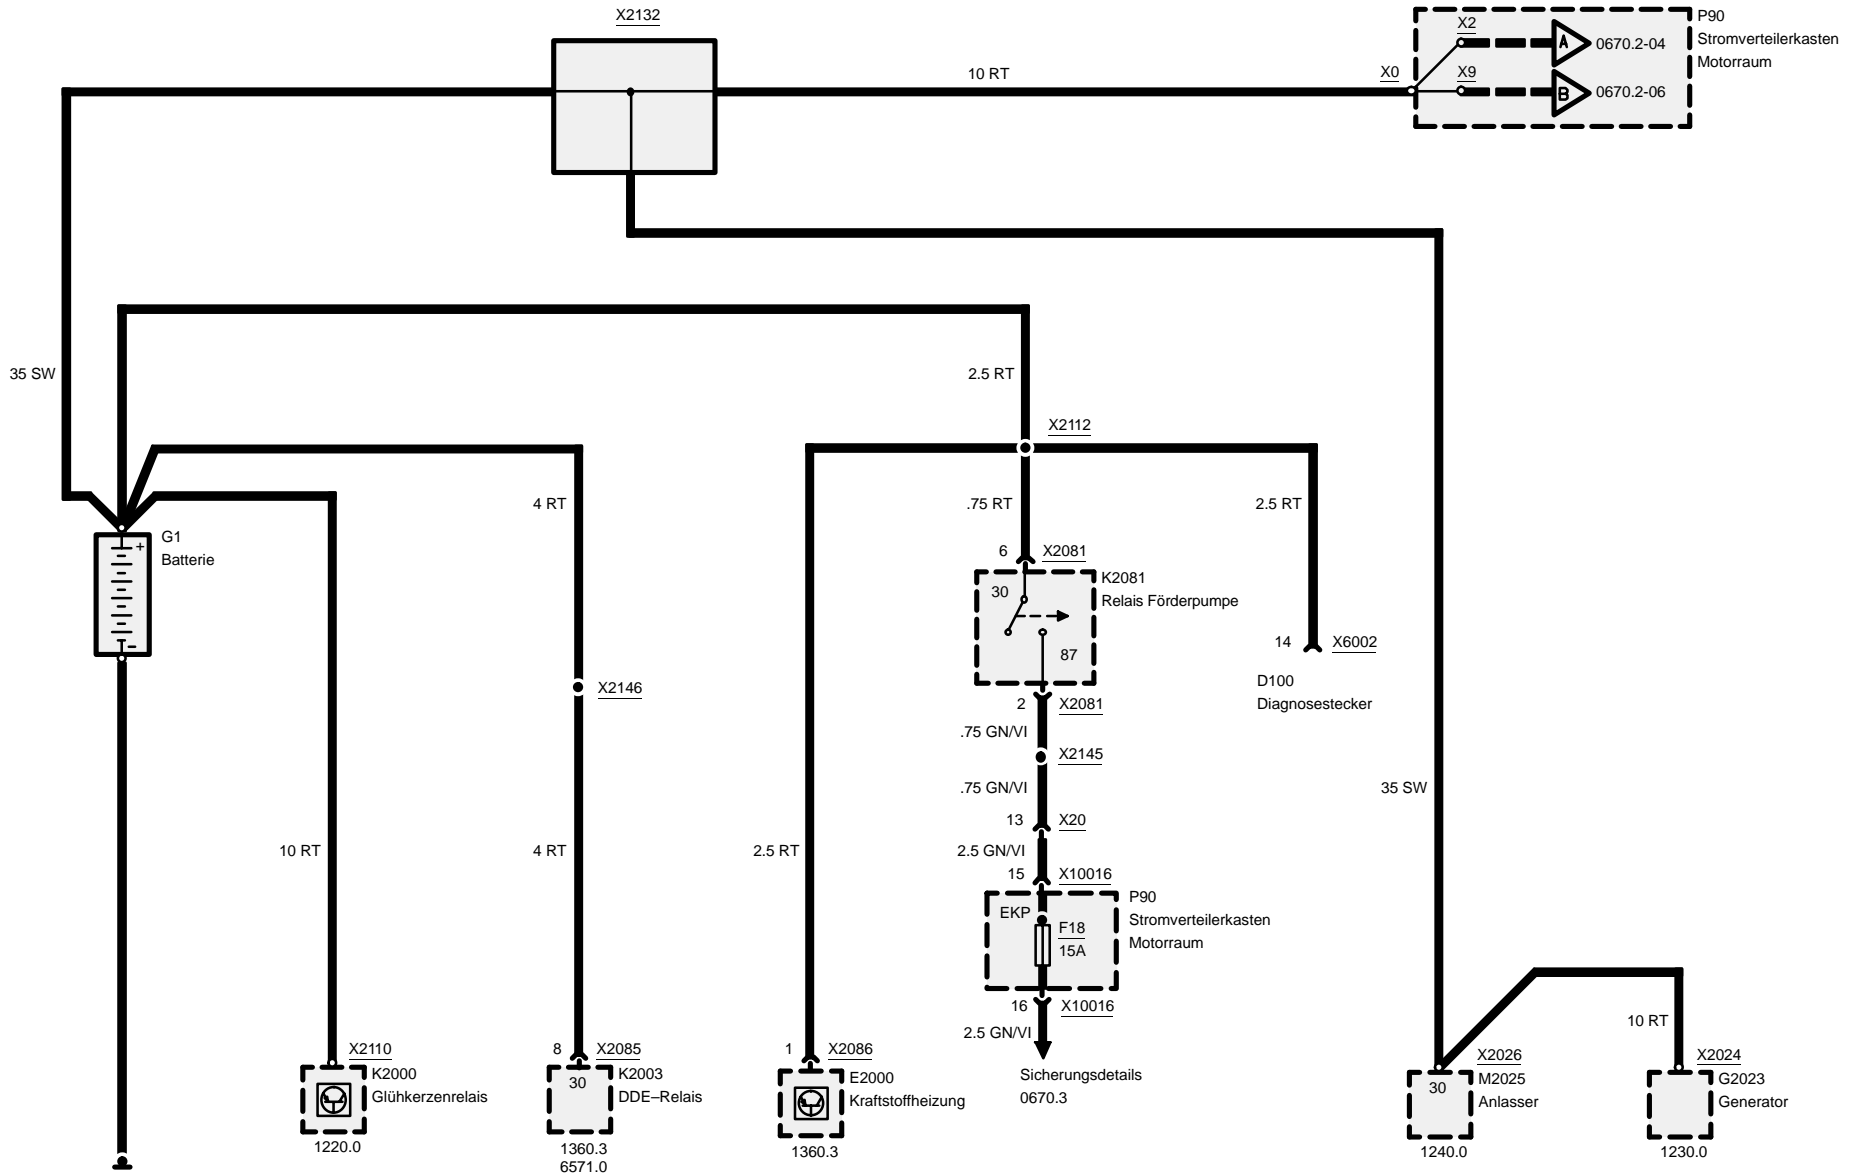 X2132
P90
Stromverteilerkasten
Motorraum
X2
A
0670.2-04
10 RT
X0
X9
B
0670.2-06
35 SW
2.5 RT
X2112
4 RT
.75 RT
2.5 RT
G1
Batterie
+
-
6
X2081
K2081
Relais Förderpumpe
30
87
14
X6002
D100
Diagnosestecker
X2146
2
X2081
.75 GN/VI
X2145
.75 GN/VI
35 SW
13
X20
10 RT
4 RT
2.5 RT
2.5 GN/VI
15
X10016
P90
Stromverteilerkasten
Motorraum
EKP
F18
15A
16
X10016
2.5 GN/VI
10 RT
X2110
K2000
Glühkerzenrelais
1220.0
8
X2085
30
K2003
DDE–Relais
1360.3
6571.0
1
X2086
E2000
Kraftstoffheizung
1360.3
Sicherungsdetails
0670.3
X2026
30
M2025
Anlasser
1240.0
X2024
G2023
Generator
1230.0